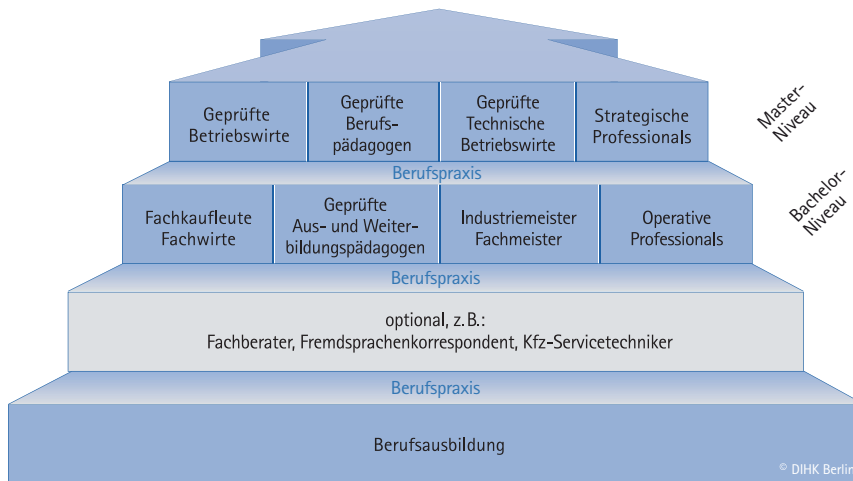 Geprüfte
Betriebswirte
Geprüfte
Berufs-
pädagogen
Geprüfte
Technische
Betriebswirte
Strategische
Professionals
Master-
Niveau
Berufspraxis
Fachkaufleute
Fachwirte
Geprüfte
Aus- und Weiter-
bildungspädagogen
Industriemeister
Fachmeister
Operative
Professionals
Bachelor-
Niveau
Berufspraxis
optional, z. B.:
Fachberater, Fremdsprachenkorrespondent, Kfz-Servicetechniker
Berufspraxis
Berufsausbildung
© DIHK Berlin